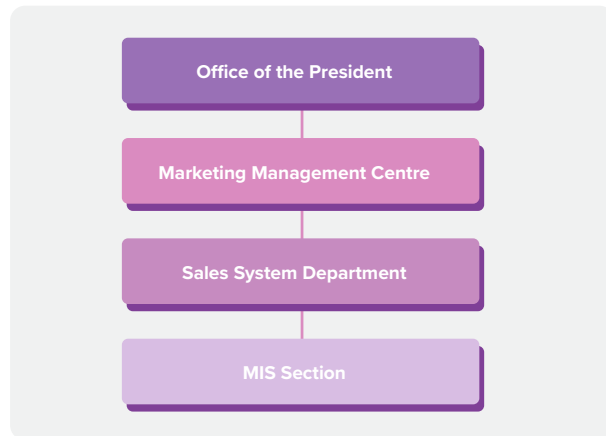 Office of the President
Marketing Management Centre
Sales System Department
MIS Section